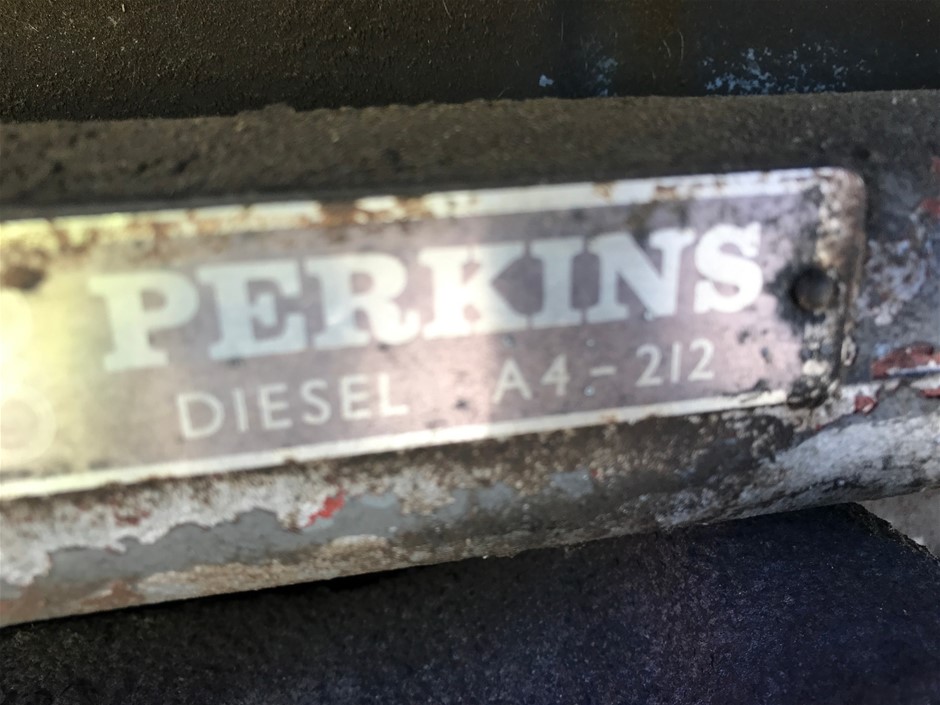 PERKINS
DIESEL A4-212